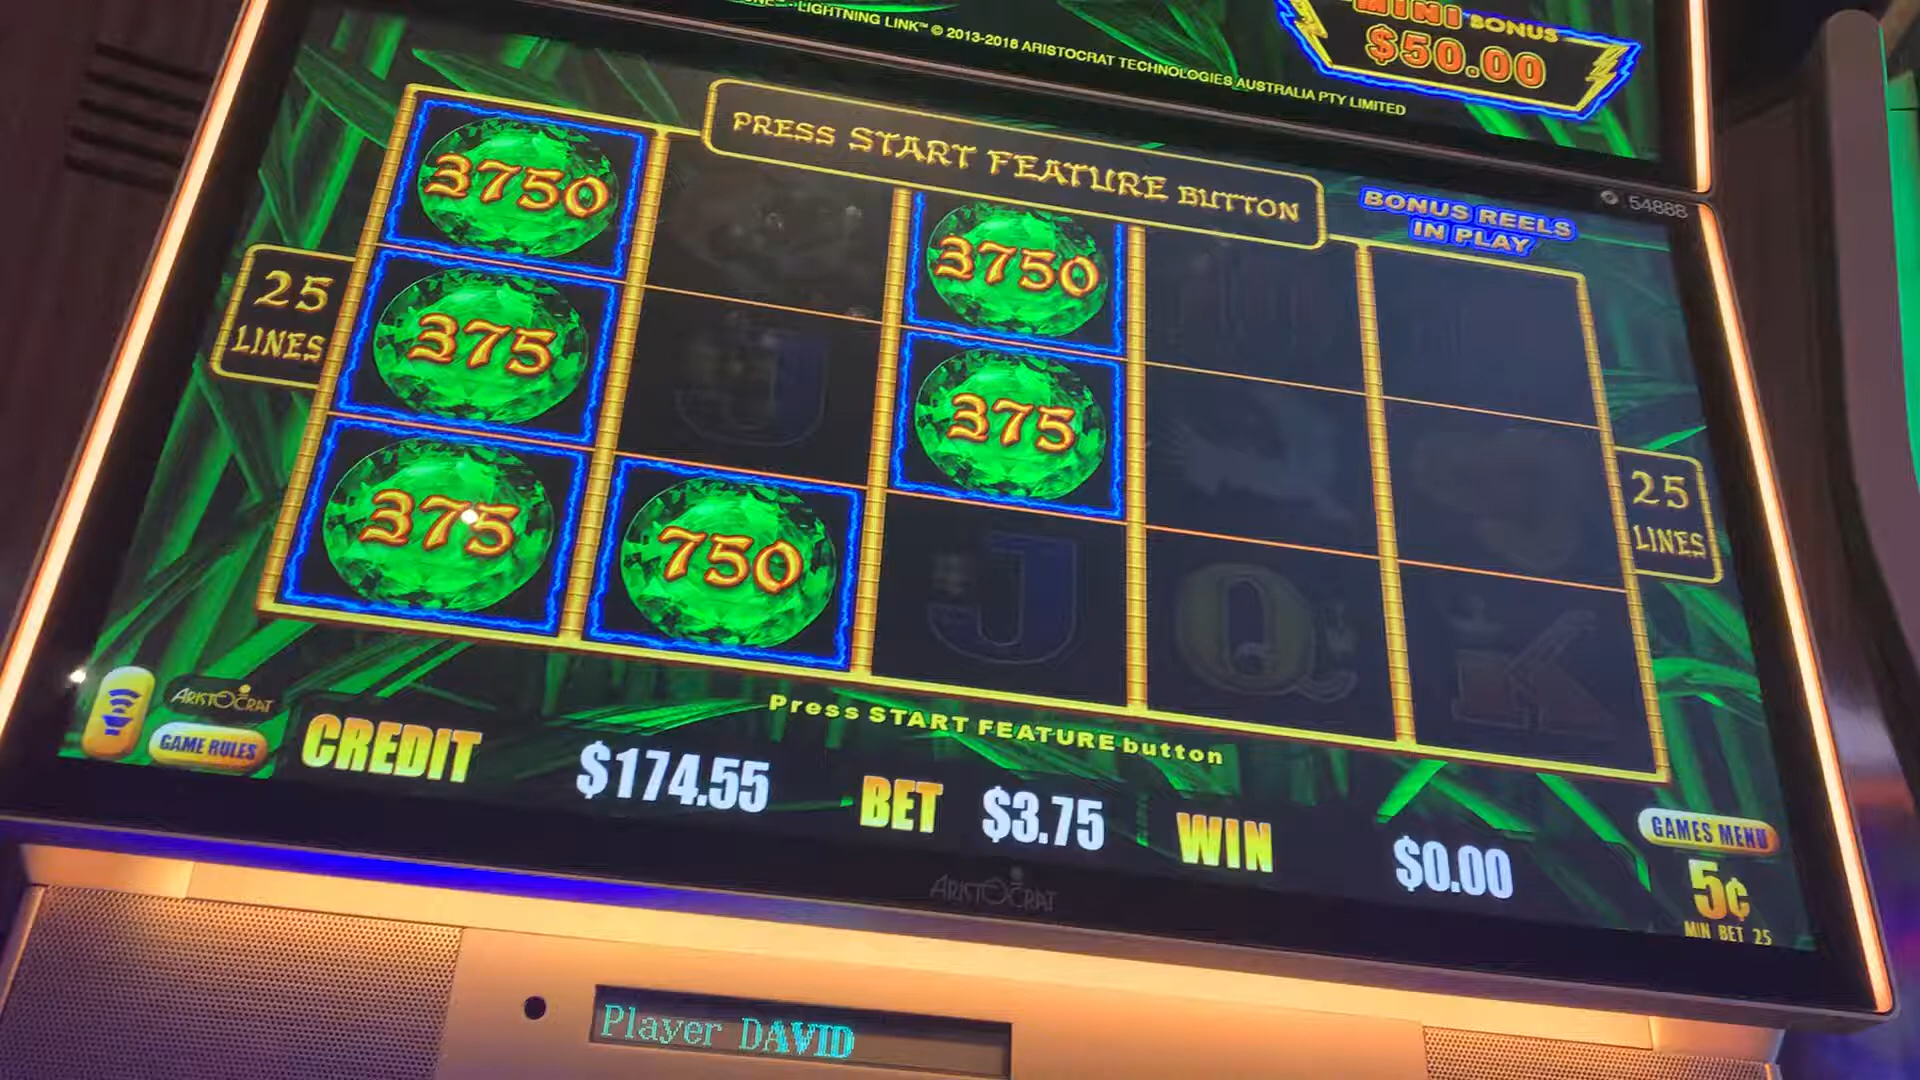 LIGHTNING LINK™ © 2013-2018 ARISTOCRAT TECHNOLOGIES AUSTRALIA PTY LIMITED
MINI BONUS
$50.00
PRESS START FEATURE BUTTON
BONUS REELS
IN PLAY
54888
3750
3750
25
LINES
375
375
375
750
J
J
Q
K
25
LINES
Press START FEATURE button
ARISTOCRAT
GAME RULES
CREDIT
$174.55
BET
$3.75
WIN
$0.00
GAMES MENU
5¢
MIN BET 25
ARISTOCRAT
Player DAVID